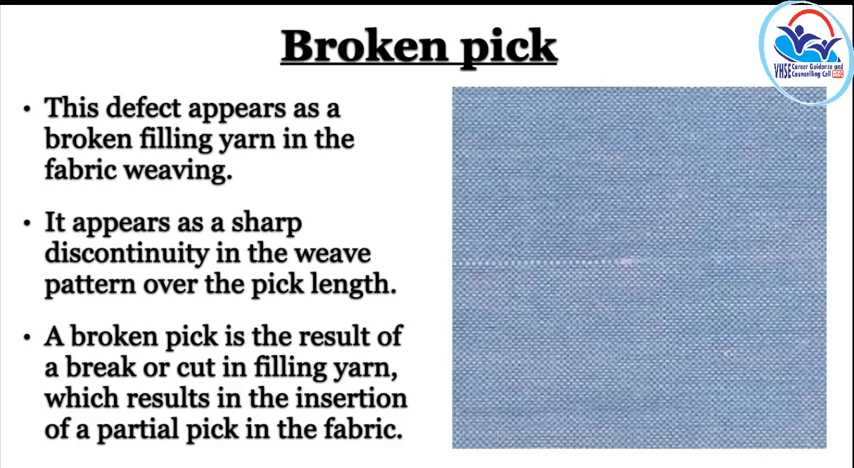 Broken pick
VHSE Career Guidance and
Counselling Cell
• This defect appears as a
broken filling yarn in the
fabric weaving.
• It appears as a sharp
discontinuity in the weave
pattern over the pick length.
• A broken pick is the result of
a break or cut in filling yarn,
which results in the insertion
of a partial pick in the fabric.